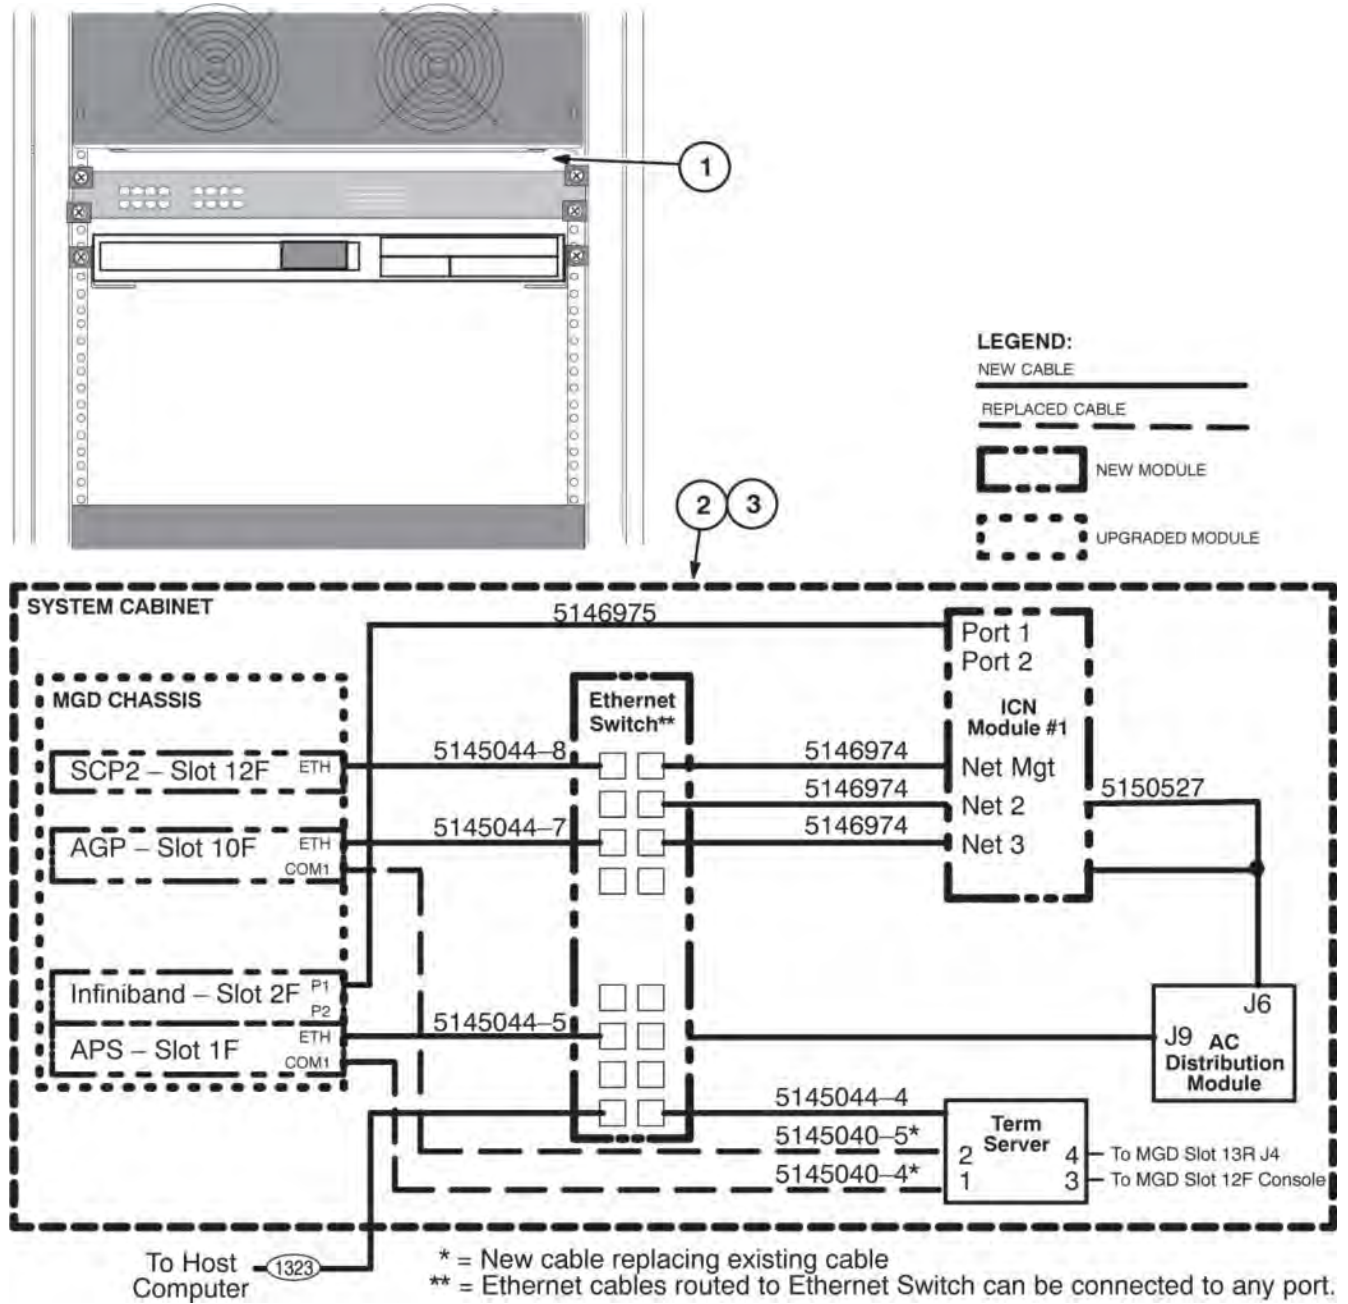 1
LEGEND:
NEW CABLE
REPLACED CABLE
NEW MODULE
UPGRADED MODULE
2 3
SYSTEM CABINET
5146975
MGD CHASSIS
SCP2 – Slot 12F ETH
AGP – Slot 10F ETH
COM1
Infiniband – Slot 2F P1
P2
APS – Slot 1F ETH
COM1
5145044–8
5145044–7
5145044–5
Ethernet
Switch**
5146974
5146974
5146974
Port 1
Port 2
ICN
Module #1
Net Mgt
Net 2
Net 3
5150527
J6
J9 AC
Distribution
Module
5145044–4
5145040–5*
5145040–4*
Term
Server
2 4
1 3
To MGD Slot 13R J4
To MGD Slot 12F Console
To Host
Computer
1323
* = New cable replacing existing cable
** = Ethernet cables routed to Ethernet Switch can be connected to any port.